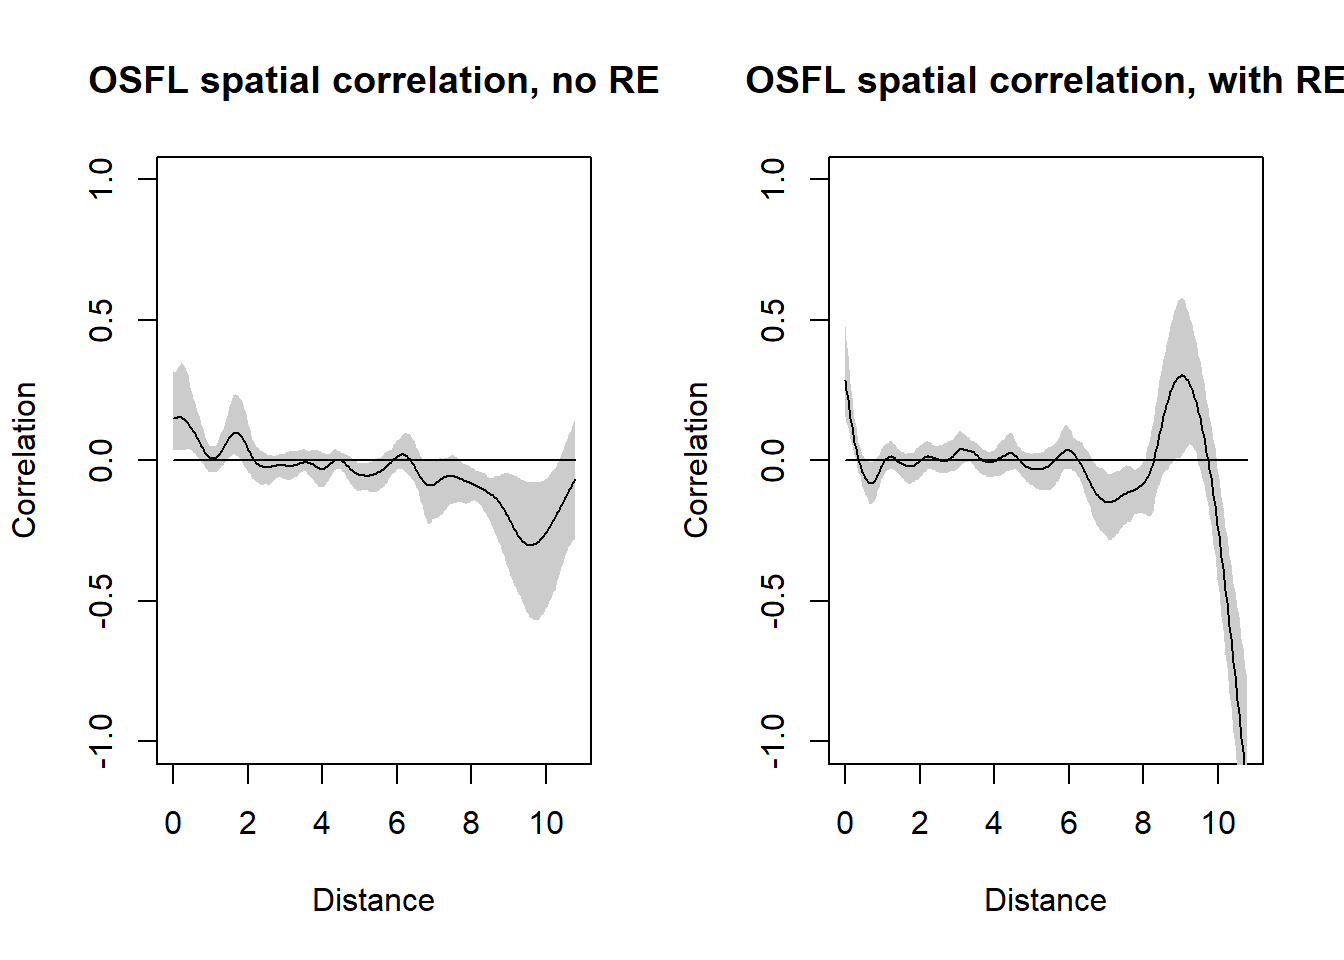 OSFL spatial correlation, no RE
Correlation
1.0
0.5
0.0
-0.5
-1.0
0 2 4 6 8 10
Distance
OSFL spatial correlation, with RE
Correlation
1.0
0.5
0.0
-0.5
-1.0
0 2 4 6 8 10
Distance